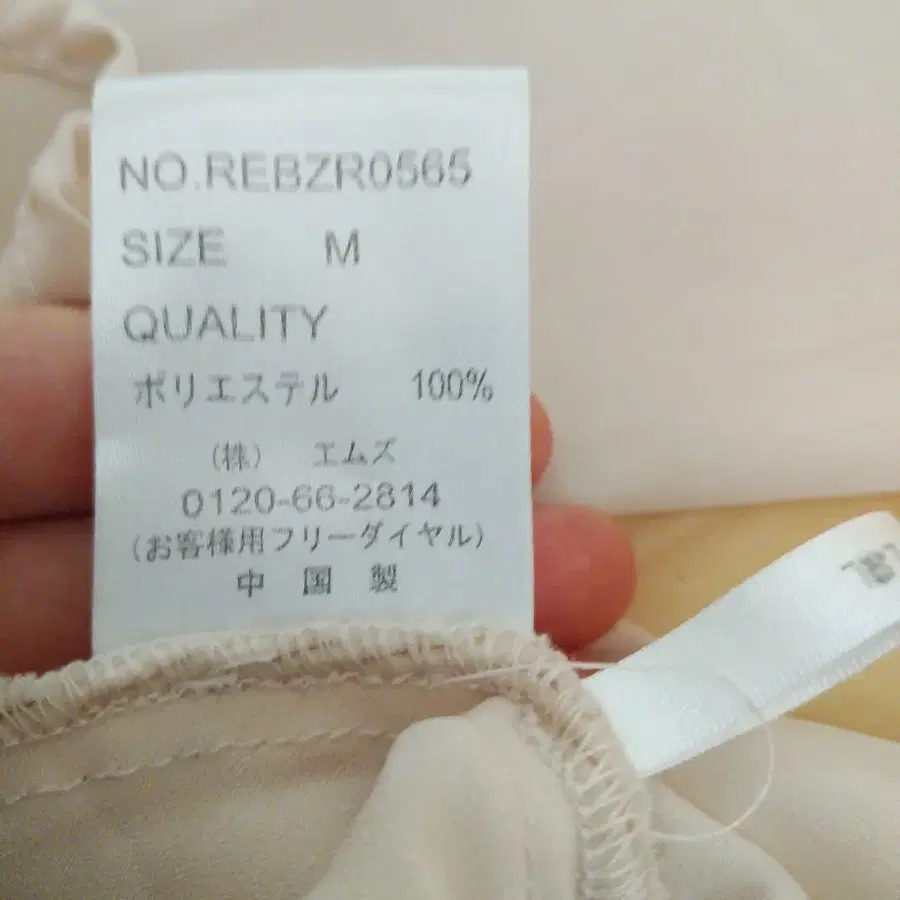 NO.REBZR0565
SIZE M
QUALITY
ポリエステル 100%
(株) エムズ
0120-66-2814
(お客様用フリーダイヤル)
中国製